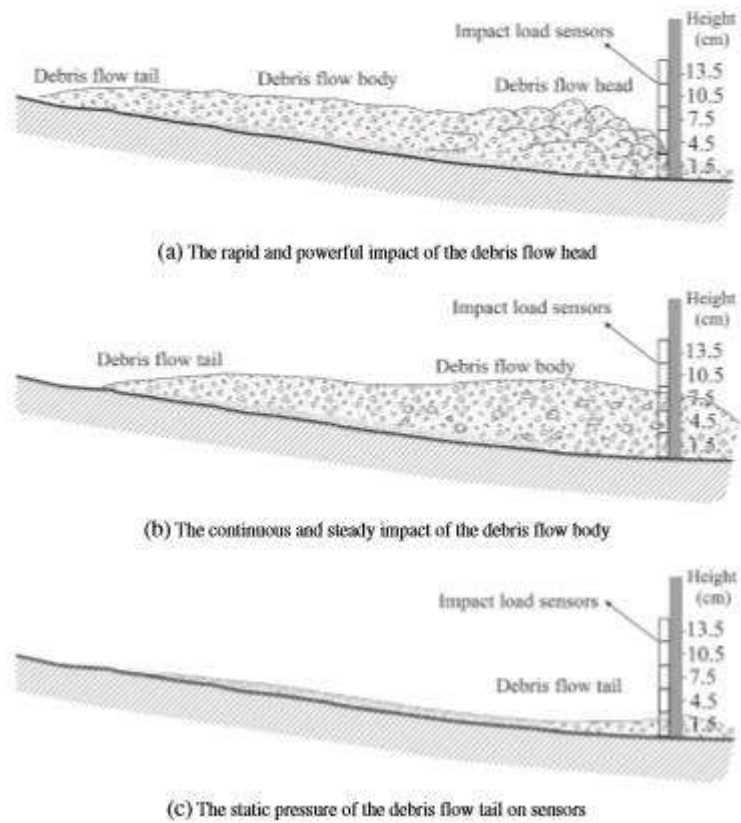 Height
(cm)
Impact load sensors
Debris flow tail
Debris flow body
Debris flow head
13.5
10.5
7.5
4.5
1.5
(a) The rapid and powerful impact of the debris flow head
Height
(cm)
Impact load sensors
Debris flow tail
Debris flow body
13.5
10.5
7.5
4.5
1.5
(b) The continuous and steady impact of the debris flow body
Height
(cm)
Impact load sensors
13.5
10.5
7.5
Debris flow tail
4.5
1.5
(c) The static pressure of the debris flow tail on sensors